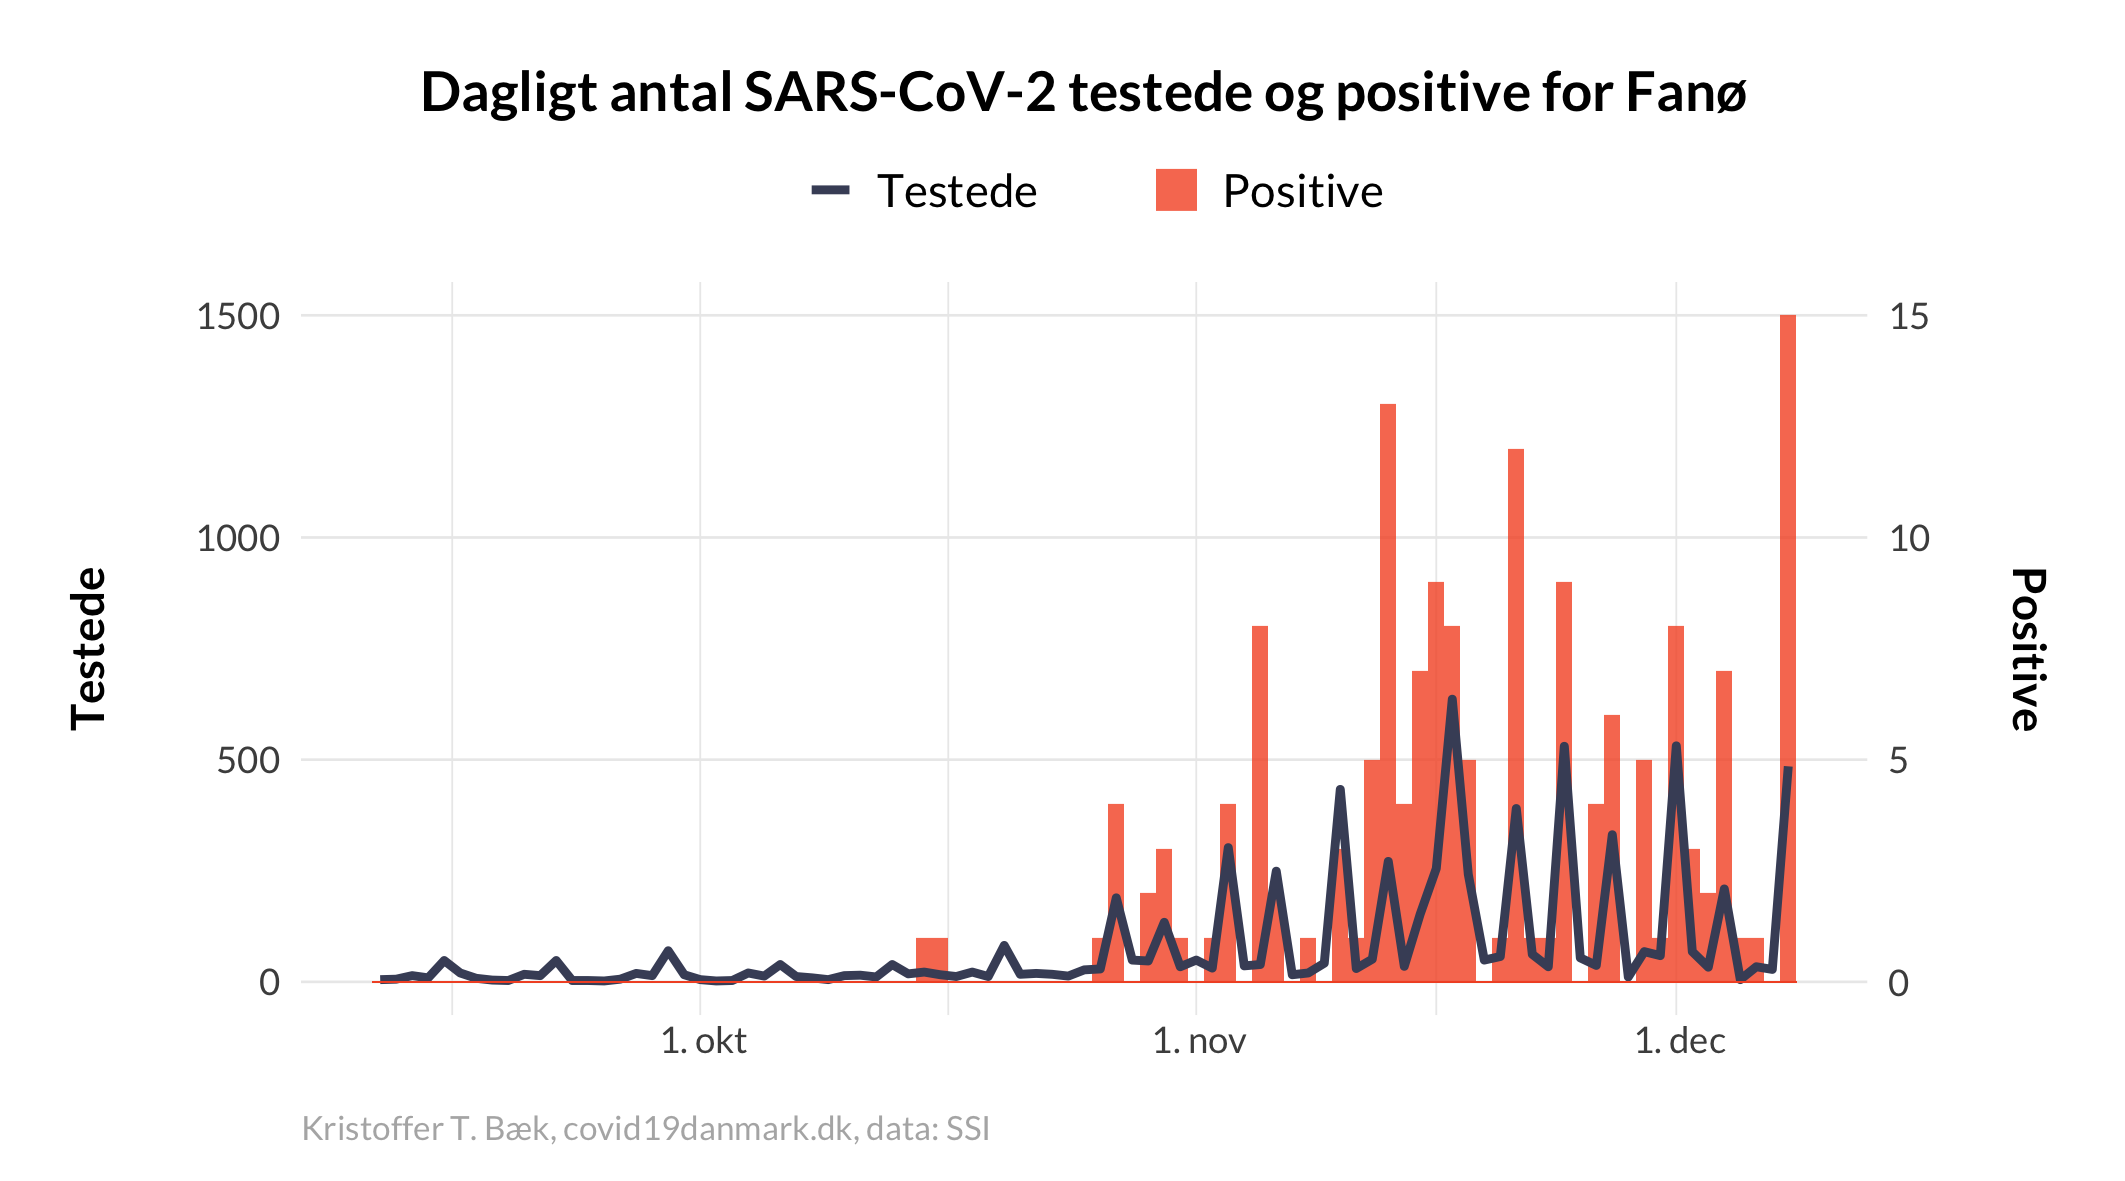 Dagligt antal SARS-CoV-2 testede og positive for Fanø
Testede
Positive
1500
1000
500
0
15
10
5
0
Testede
Positive
1. okt
1. nov
1. dec
Kristoffer T. Bæk, covid19danmark.dk, data: SSI